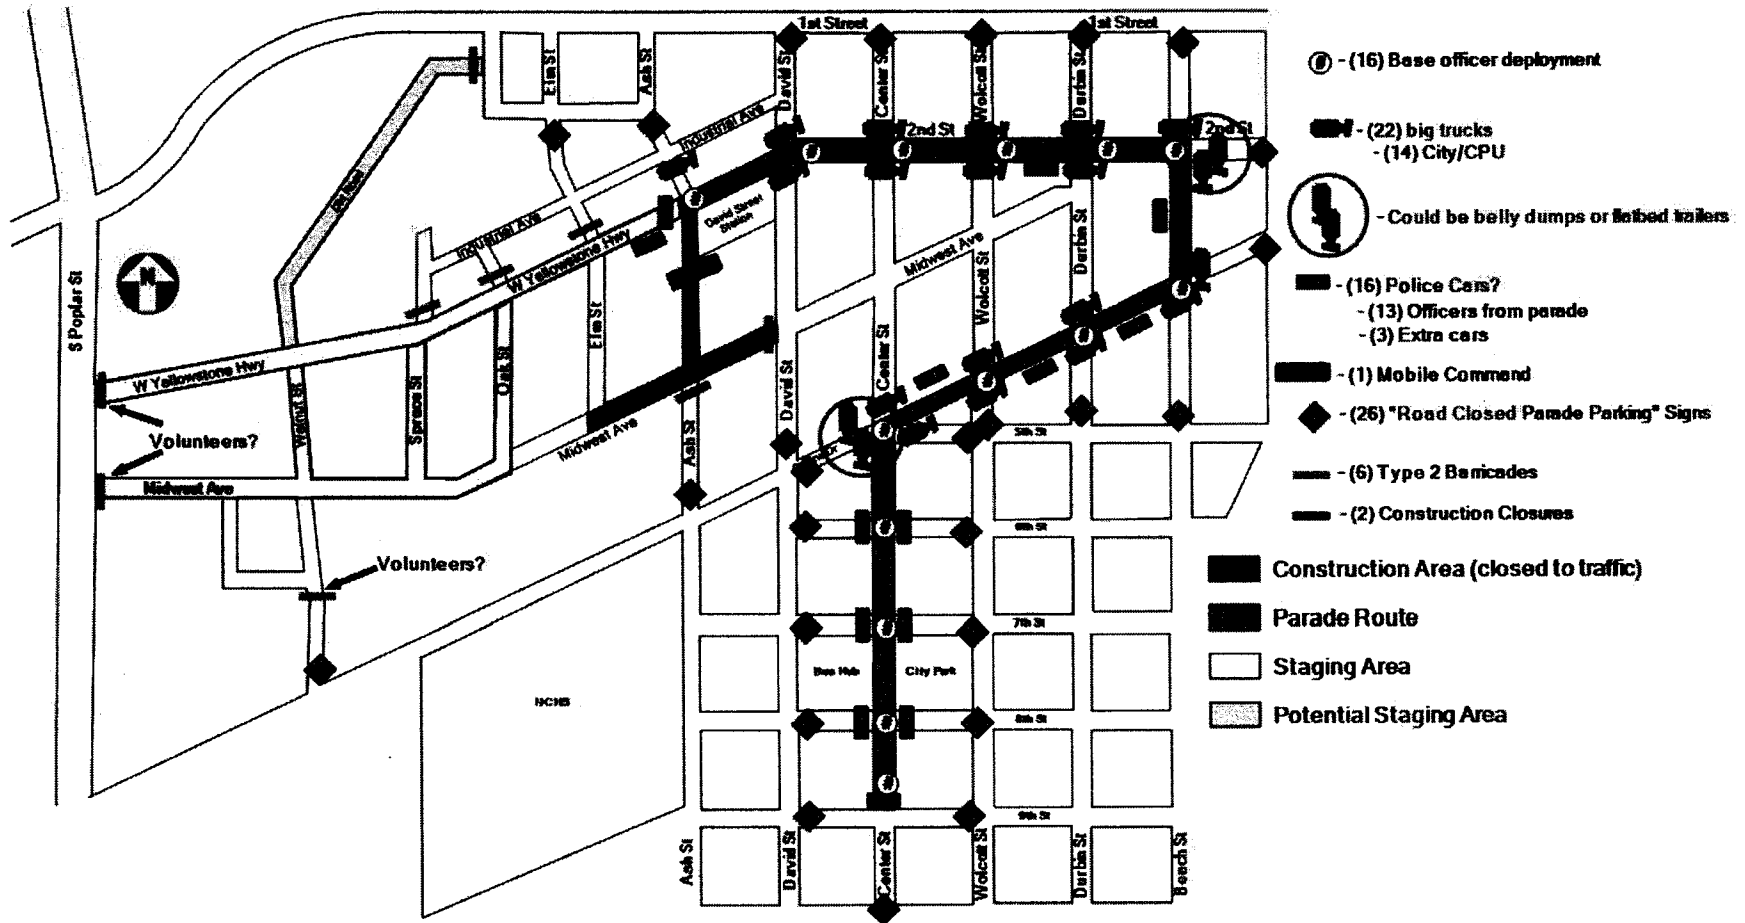 1st Street
1st Street
Elm St
Ash St
David St
Center St
Wolcott St
Durbin St
Industrial Ave
2nd St
2nd St
David Street
Station
Industrial Ave
W Yellowstone Hwy
Midwest Ave
N
S Poplar St
Elm St
Wolcott St
Durbin St
Center St
David St
W Yellowstone Hwy
Oak St
Walnut St
Spruce St
Volunteers?
Midwest Ave
Ash St
Midwest Ave
5th St
6th St
Volunteers?
7th St
Bus Hub
City Park
NCHS
8th St
9th St
Ash St
David St
Center St
Wolcott St
Durbin St
Beech St
- (16) Base officer deployment
- (22) big trucks
- (14) City/CPU
- Could be belly dumps or flatbed trailers
- (16) Police Cars?
- (13) Officers from parade
- (3) Extra cars
- (1) Mobile Command
- (26) "Road Closed Parade Parking" Signs
- (6) Type 2 Barricades
- (2) Construction Closures
Construction Area (closed to traffic)
Parade Route
Staging Area
Potential Staging Area